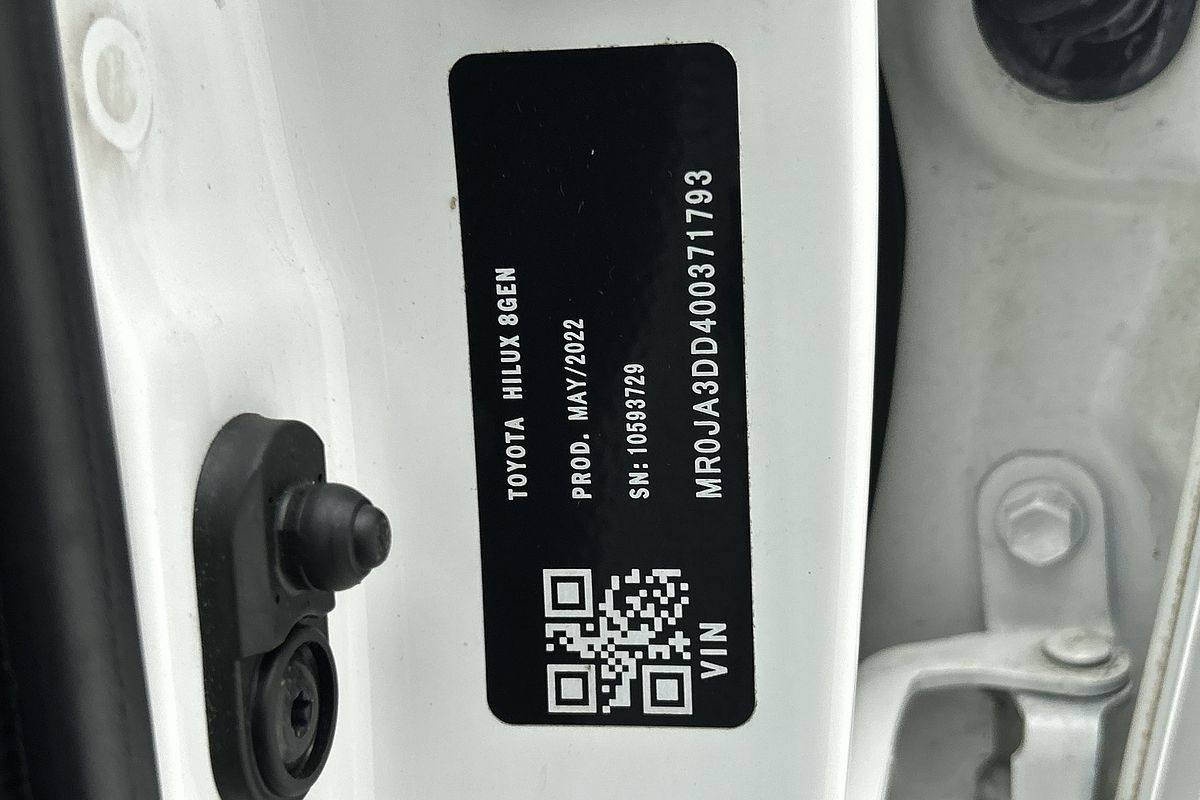 TOYOTA HILUX 8GEN
PROD. MAY/2022
SN: 10593729
VIN MR0JA3DD400371793